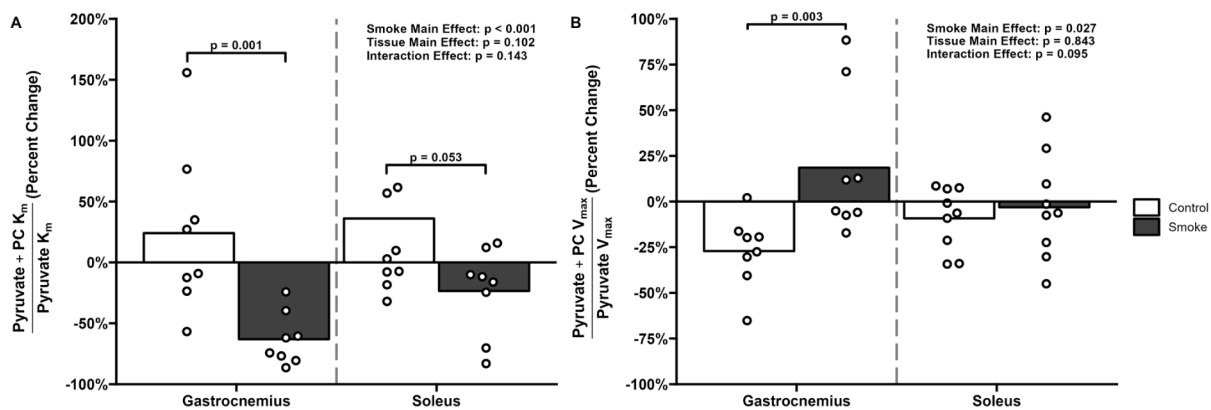 A
Pyruvate + PC Km
Pyruvate Km
(Percent Change)
200%
150%
100%
50%
0%
-50%
-100%
p = 0.001
p = 0.053
Smoke Main Effect: p < 0.001
Tissue Main Effect: p = 0.102
Interaction Effect: p = 0.143
Gastrocnemius
Soleus
B
Pyruvate + PC Vmax
Pyruvate Vmax
(Percent Change)
100%
75%
50%
25%
0%
-25%
-50%
-75%
-100%
p = 0.003
Smoke Main Effect: p = 0.027
Tissue Main Effect: p = 0.843
Interaction Effect: p = 0.095
Gastrocnemius
Soleus
Control
Smoke